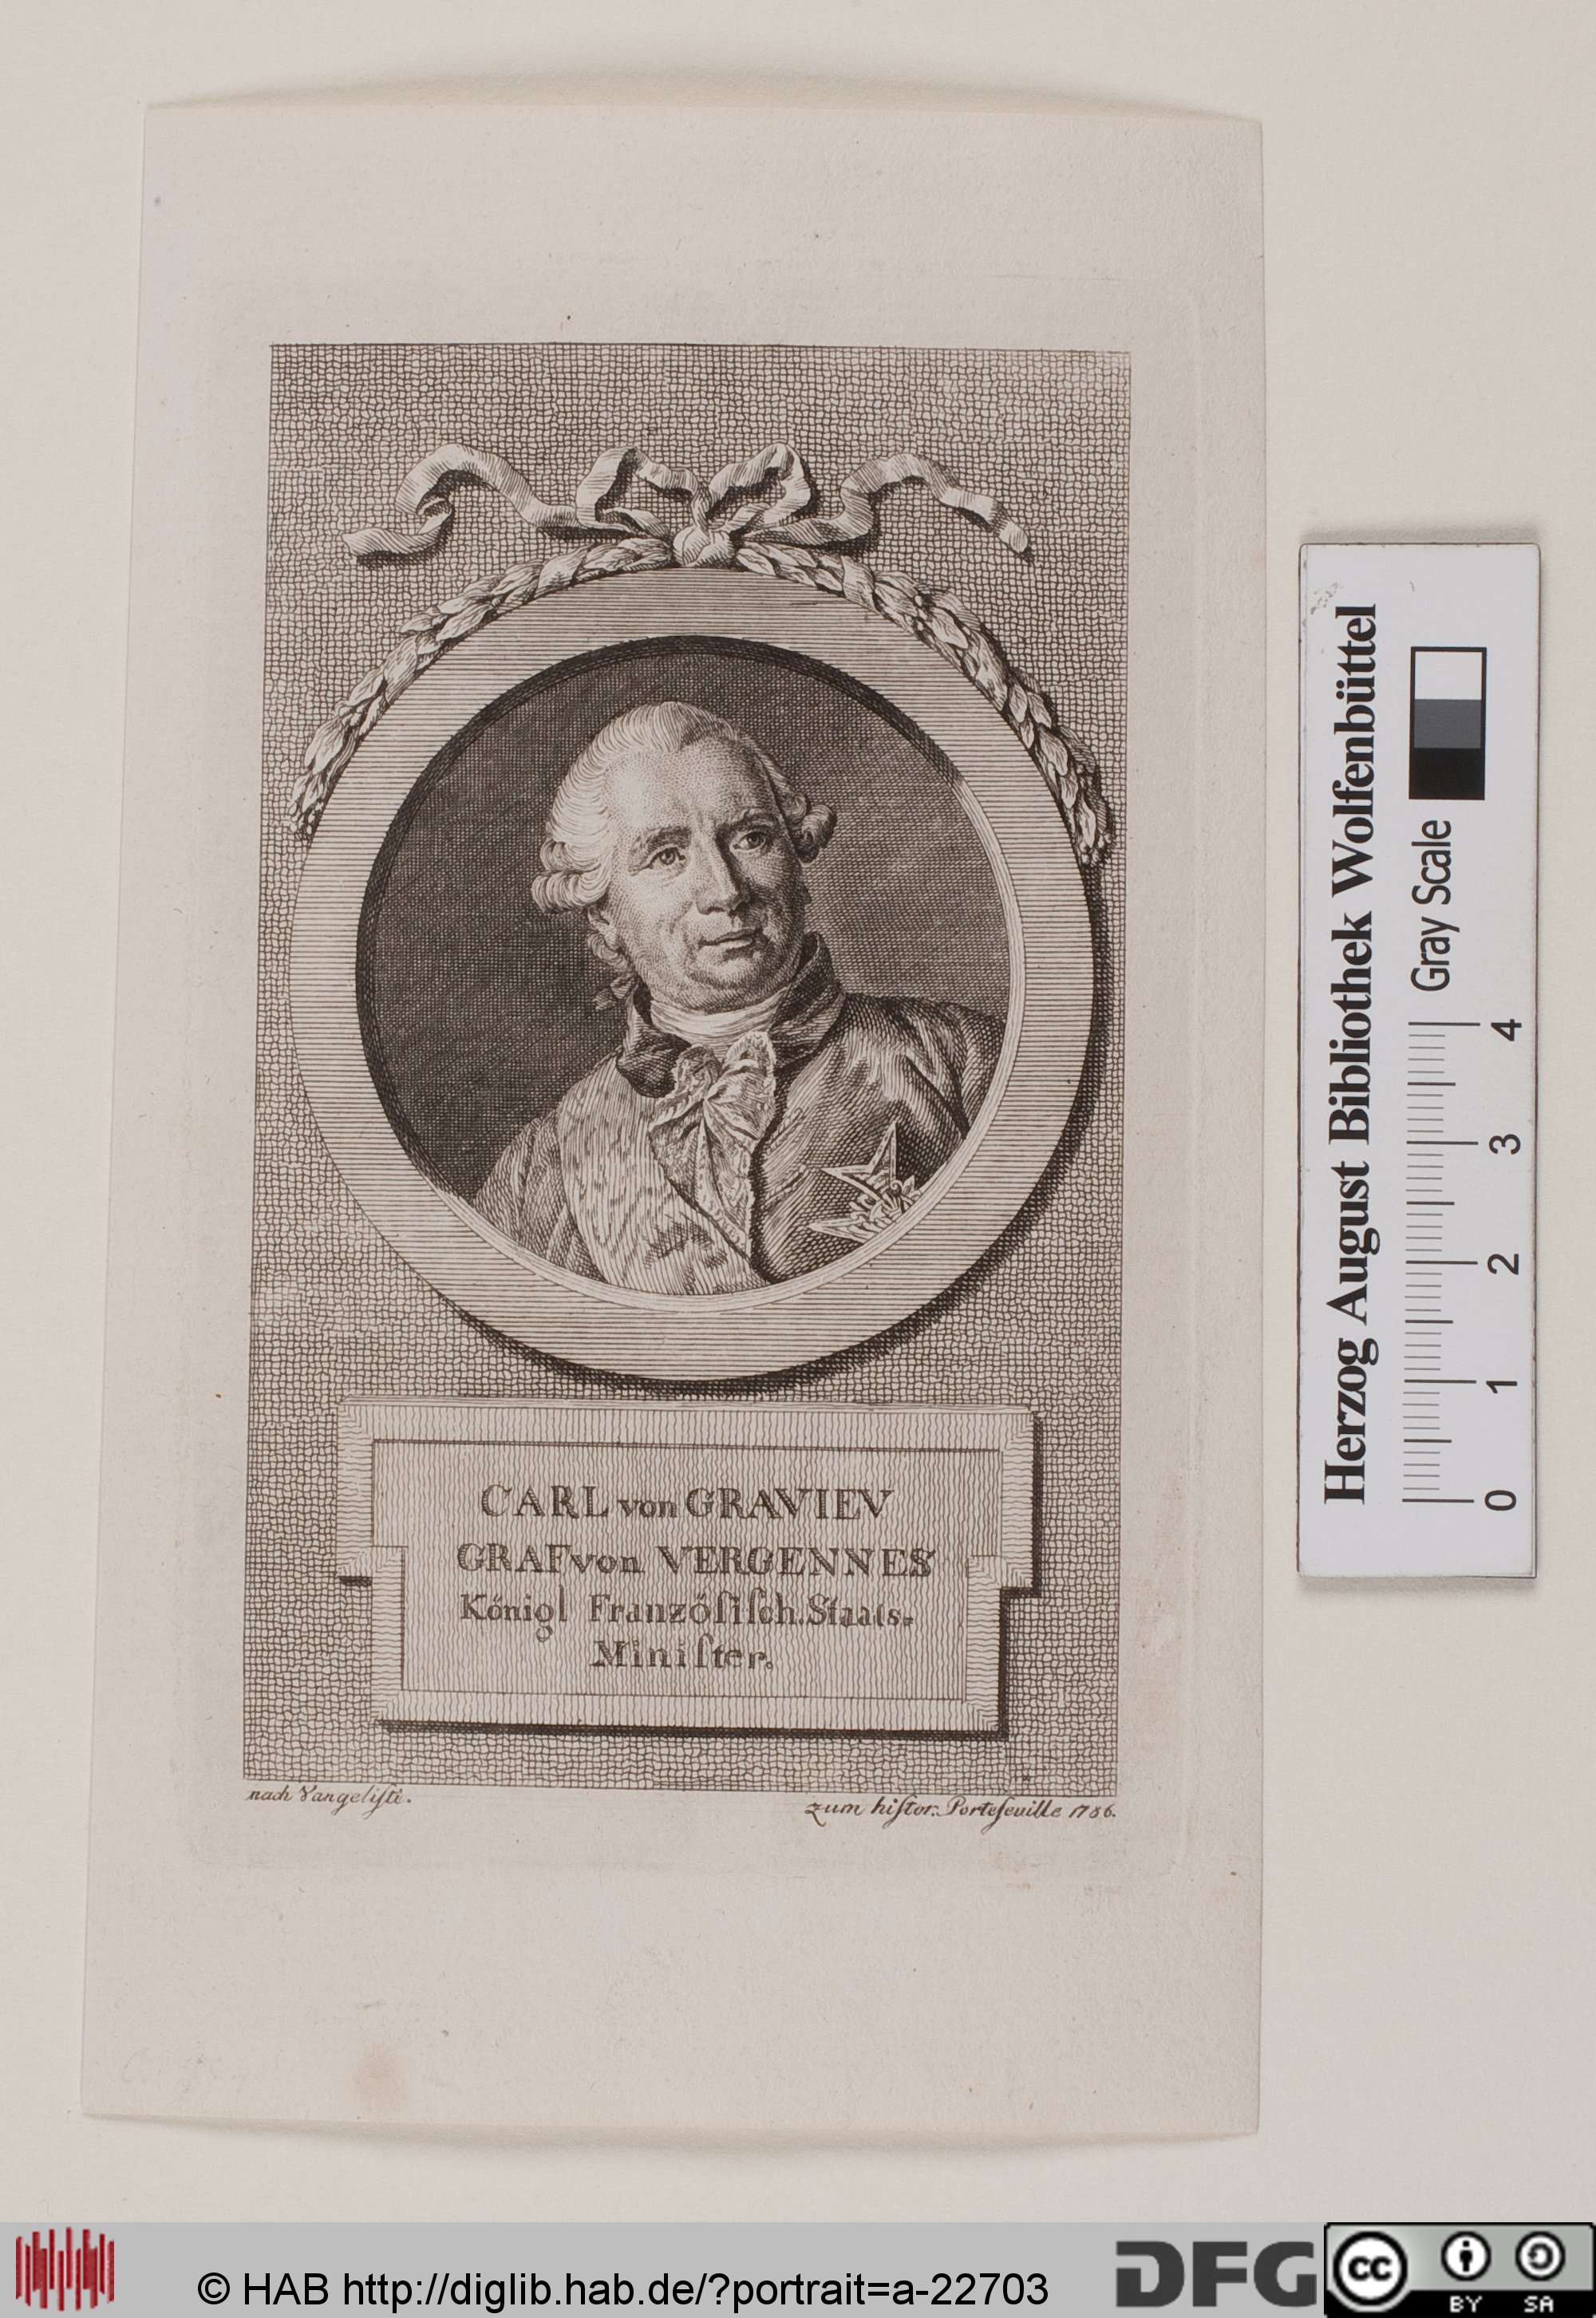 CARL von GRAVIEV
GRAF von VERGENNES
Königl Franzöſiſch. Staats-
Miniſter.
nach Vangeliſti.
zum hiſtor. Portefeuille 1786.
Herzog August Bibliothek Wolfenbüttel
Gray Scale
0 1 2 3 4
© HAB http://diglib.hab.de/?portrait=a-22703
DFG
cc BY SA